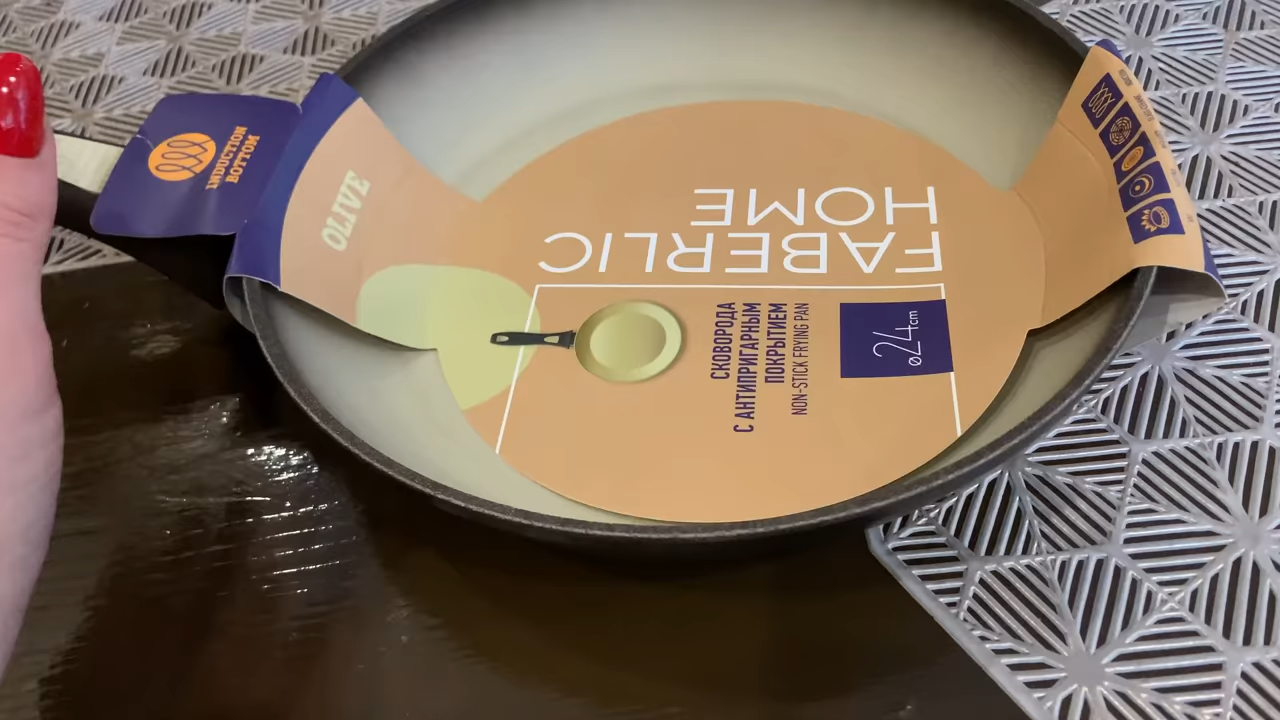 FABERLIC
HOME
СКОВОРОДА
С АНТИПРИГАРНЫМ
ПОКРЫТИЕМ
NON-STICK FRYING PAN
ø24cm
OLIVE
INDUCTION
BOTTOM